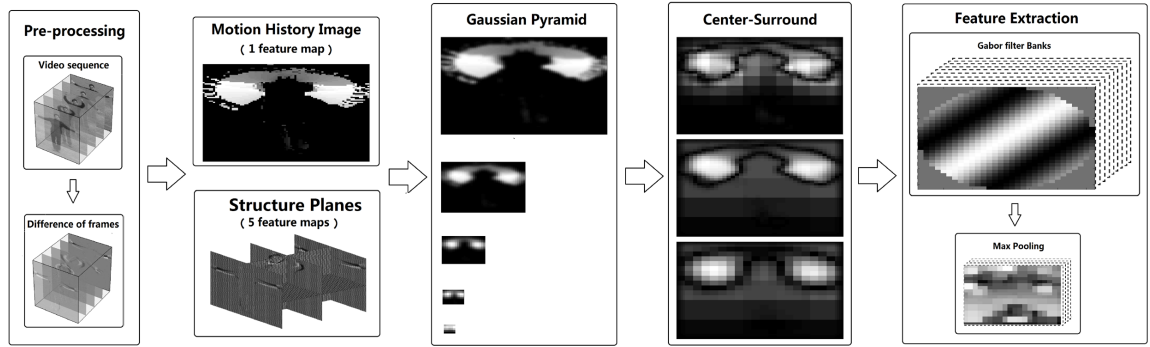 Pre-processing
Video sequence
Difference of frames
Motion History Image
( 1 feature map )
Structure Planes
( 5 feature maps )
Gaussian Pyramid
Center-Surround
Feature Extraction
Gabor filter Banks
Max Pooling